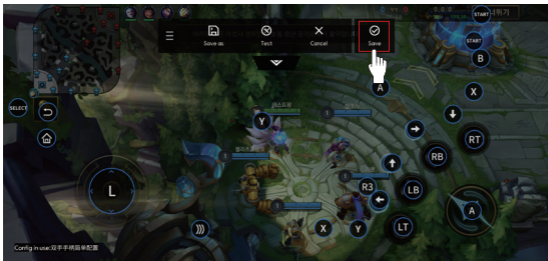 START
Save as
Test
Cancel
Save
START
B
A
X
SELECT
Y
RT
RB
R3
LB
L
A
X
Y
LT
Config in use:双手手柄简单配置